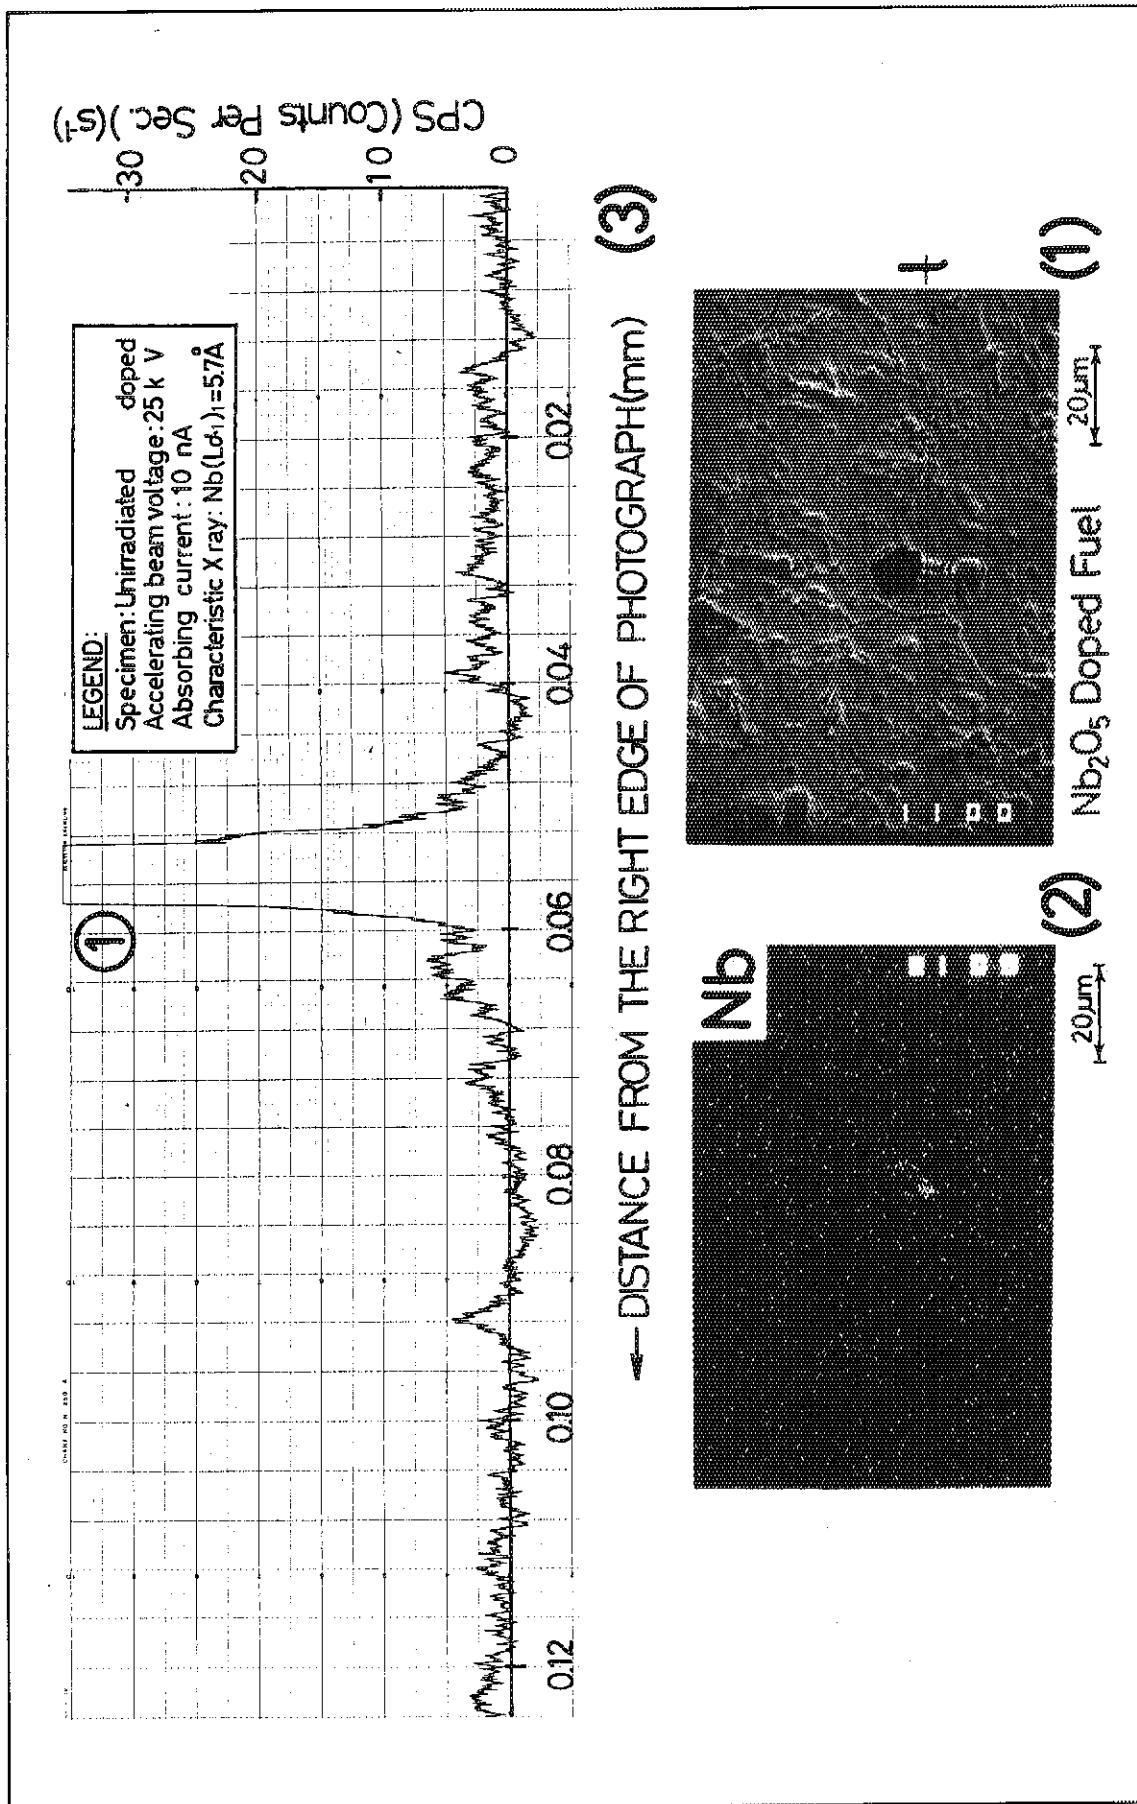 CPS (Counts Per Sec.)(s⁻¹)
30
20
10
0
LEGEND:
Specimen: Unirradiated doped
Accelerating beam voltage: 25 k V
Absorbing current: 10 nA
Characteristic X ray: Nb(Lα₁)₁=5.7Å
①
0.02
0.04
0.06
0.08
0.10
0.12
←DISTANCE FROM THE RIGHT EDGE OF PHOTOGRAPH(mm)
(3)
Nb
20μm
(2)
1100
20μm
(1)
Nb₂O₅ Doped Fuel